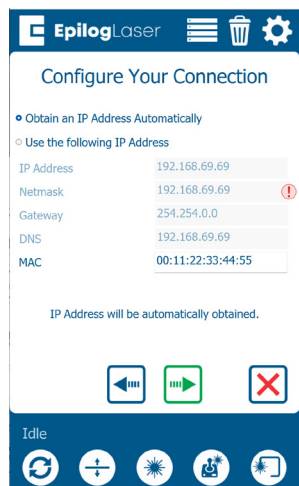 EpilogLaser
Configure Your Connection
Obtain an IP Address Automatically
Use the following IP Address
IP Address 192.168.69.69
Netmask 192.168.69.69
Gateway 254.254.0.0
DNS 192.168.69.69
MAC 00:11:22:33:44:55
IP Address will be automatically obtained.
Idle